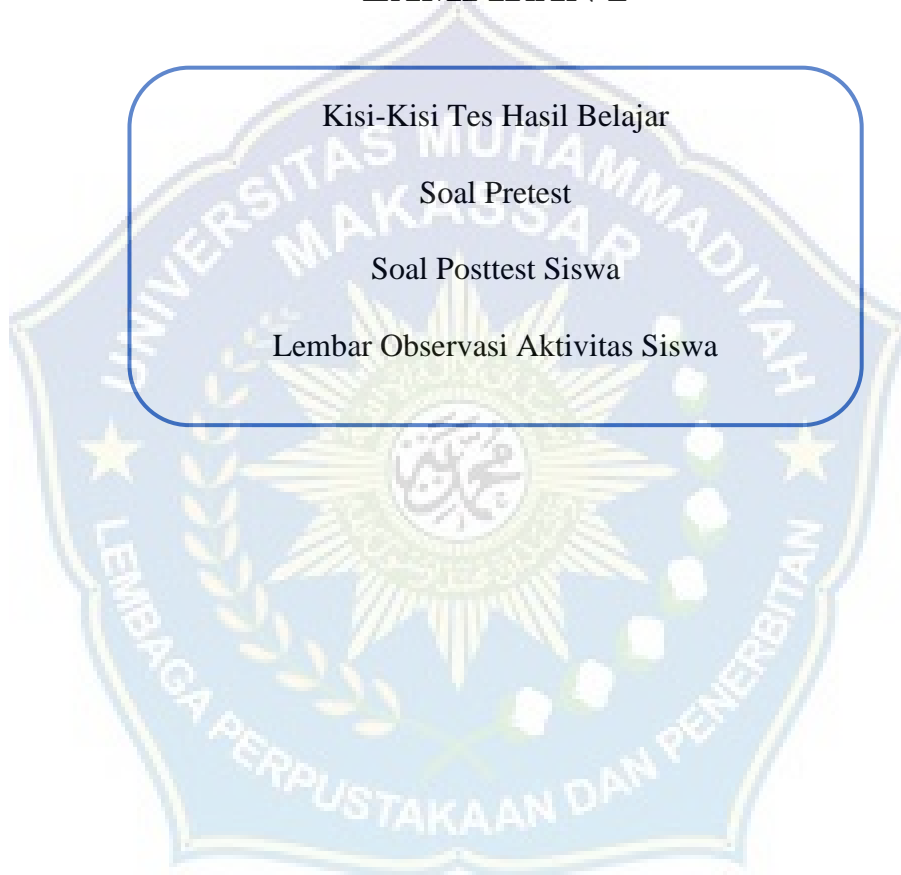 Kisi-Kisi Tes Hasil Belajar
Soal Pretest
Soal Posttest Siswa
Lembar Observasi Aktivitas Siswa
UNIVERSITAS MUHAMMADIYAH
MAKASSAR
LEMBAGA PERPUSTAKAAN DAN PENERBITAN